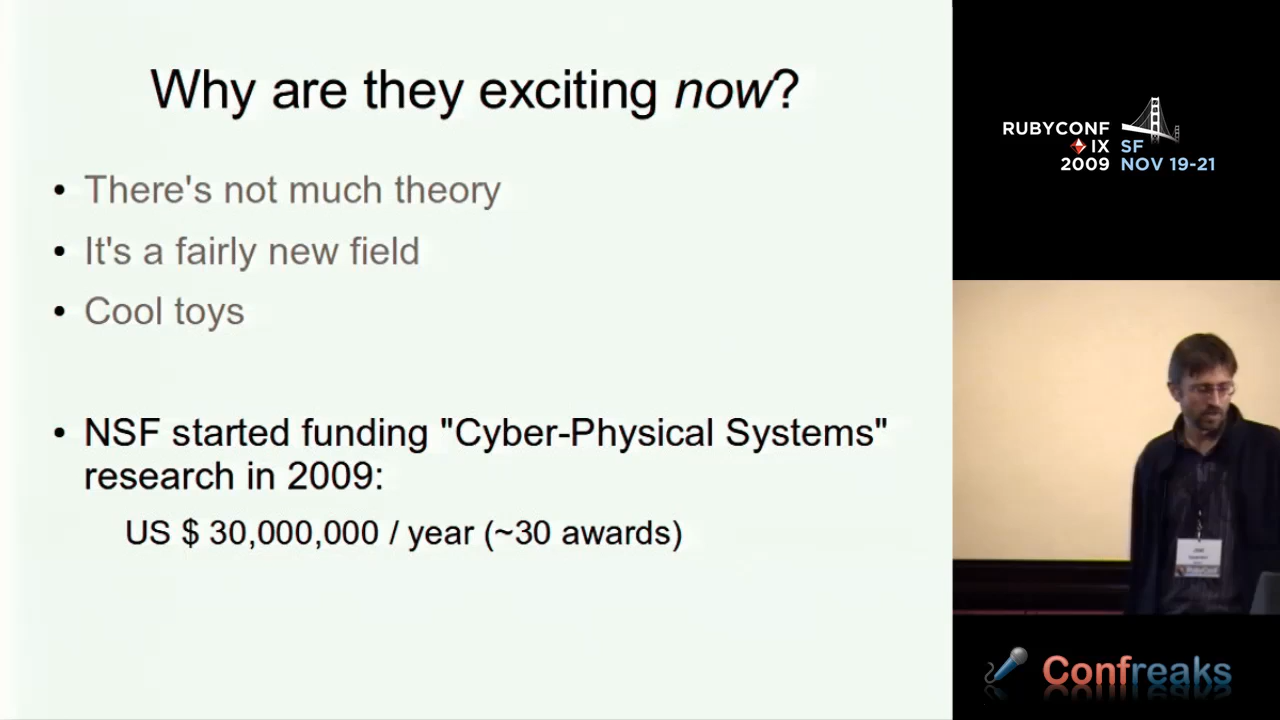 Why are they exciting now?
• There's not much theory
• It's a fairly new field
• Cool toys
• NSF started funding "Cyber-Physical Systems"
research in 2009:
US $ 30,000,000 / year (~30 awards)
RUBYCONF
IX SF
2009 NOV 19-21
Confreaks